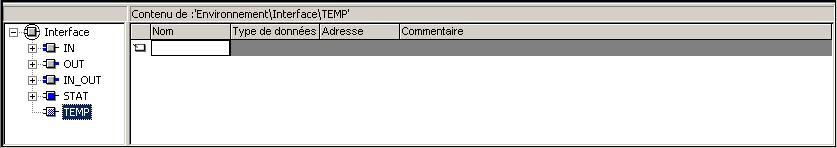 Contenu de :'Environnement\Interface\TEMP'
Interface
IN
OUT
IN_OUT
STAT
TEMP
Nom Type de données Adresse Commentaire